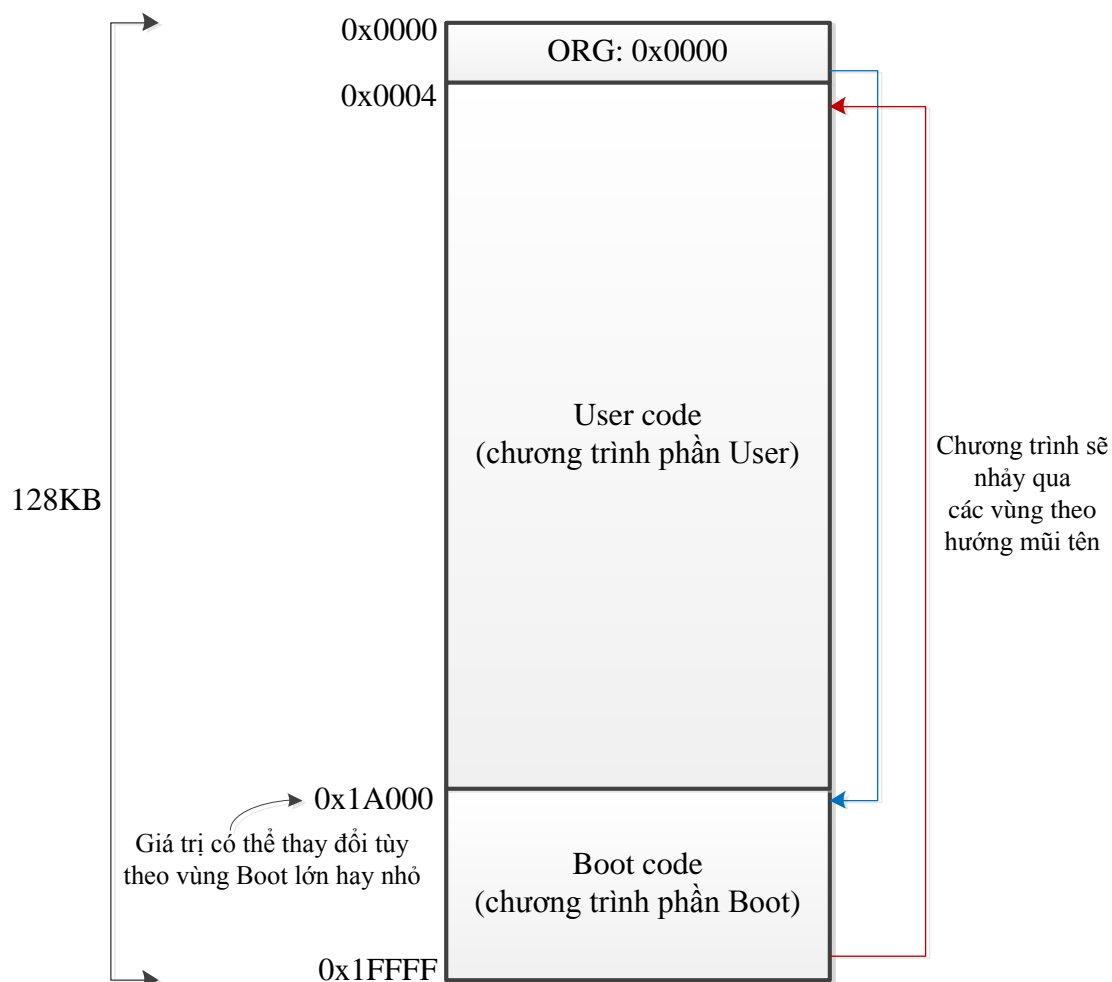 0x0000
ORG: 0x0000
0x0004
User code
(chương trình phần User)
Chương trình sẽ
nhảy qua
các vùng theo
hướng mũi tên
128KB
0x1A000
Giá trị có thể thay đổi tùy
theo vùng Boot lớn hay nhỏ
Boot code
(chương trình phần Boot)
0x1FFFF